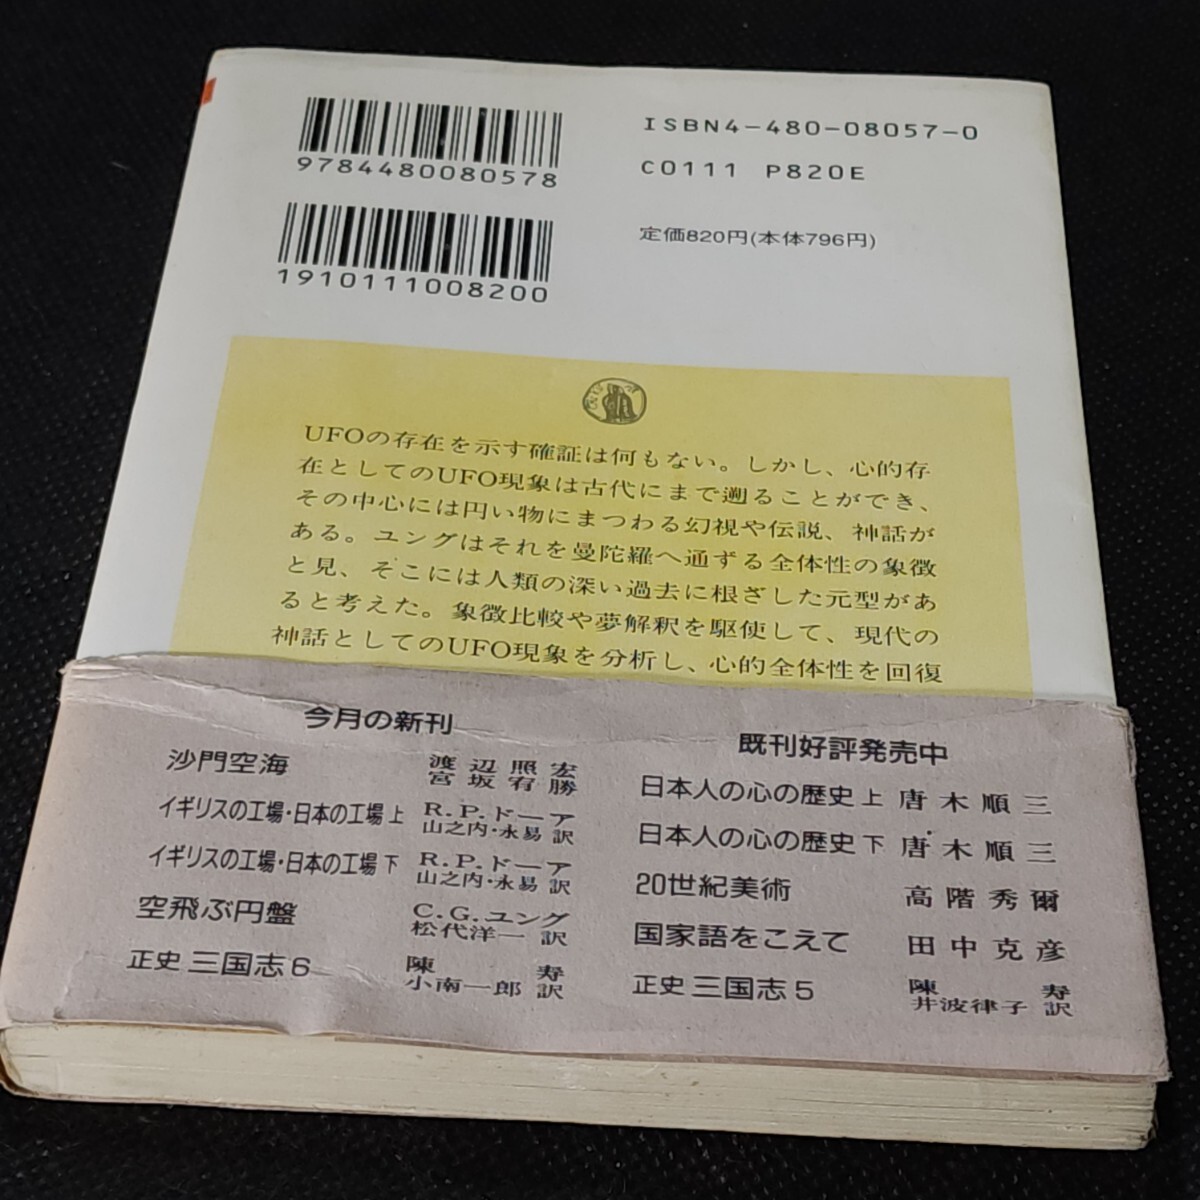 9784480080578
ISBN4-480-08057-0
C0111 P820E
1910111008200
定価820円(本体796円)
UFOの存在を示す確証は何もない。しかし、心的存
在としてのUFO現象は古代にまで遡ることができ、
その中心には円い物にまつわる幻視や伝説、神話が
ある。ユングはそれを曼陀羅へ通ずる全体性の象徴
と見、そこには人類の深い過去に根ざした元型があ
ると考えた。象徴比較や夢解釈を駆使して、現代の
神話としてのUFO現象を分析し、心的全体性を回復
今月の新刊
沙門空海 渡辺照宏
宮坂宥勝
イギリスの工場・日本の工場 上 R.P.ドーア
山之内・永易 訳
イギリスの工場・日本の工場 下 R.P.ドーア
山之内・永易 訳
空飛ぶ円盤 C.G.ユング
松代洋一 訳
正史 三国志6 陳寿
小南一郎 訳
既刊好評発売中
日本人の心の歴史 上 唐木順三
日本人の心の歴史 下 唐木順三
20世紀美術 高階秀爾
国家語をこえて 田中克彦
正史 三国志5 陳寿
井波律子 訳